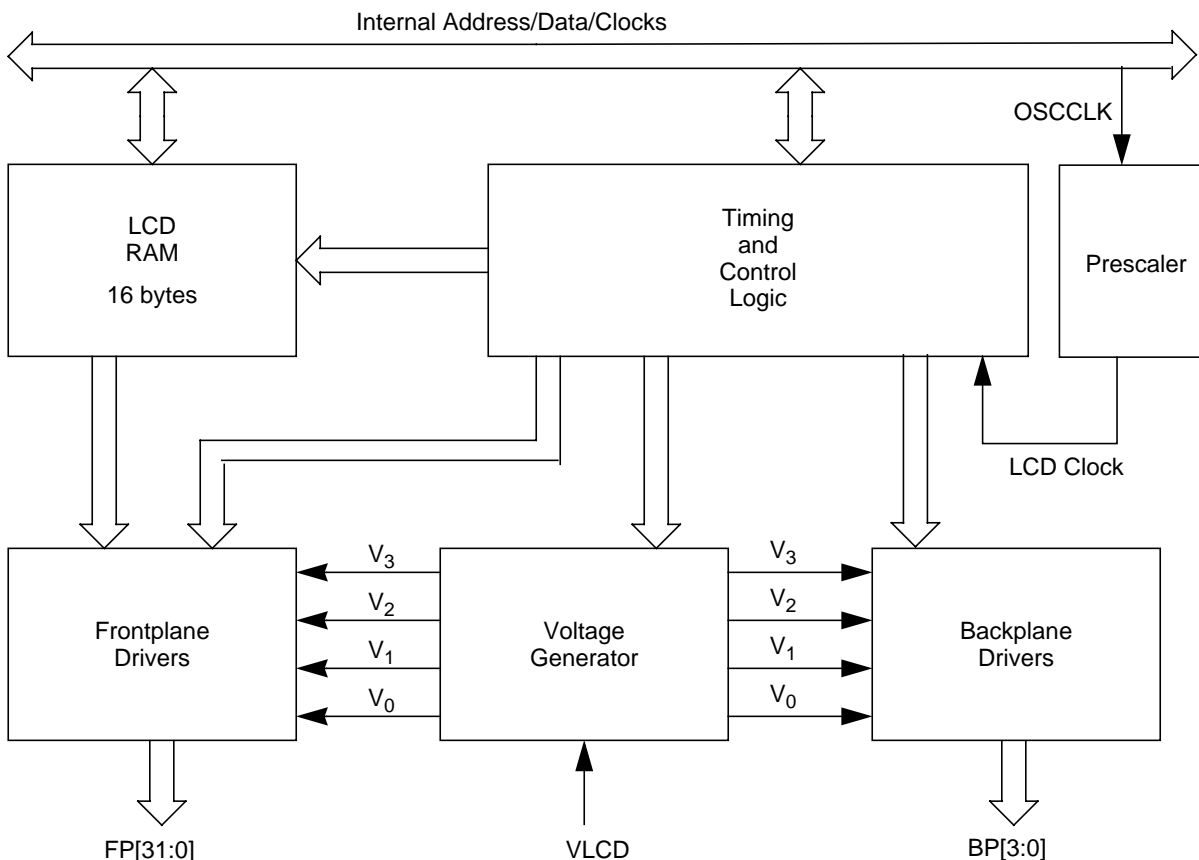 Internal Address/Data/Clocks
OSCCLK
LCD
RAM
16 bytes
Timing
and
Control
Logic
Prescaler
LCD Clock
Frontplane
Drivers
V3
V2
V1
V0
Voltage
Generator
V3
V2
V1
V0
Backplane
Drivers
FP[31:0]
VLCD
BP[3:0]